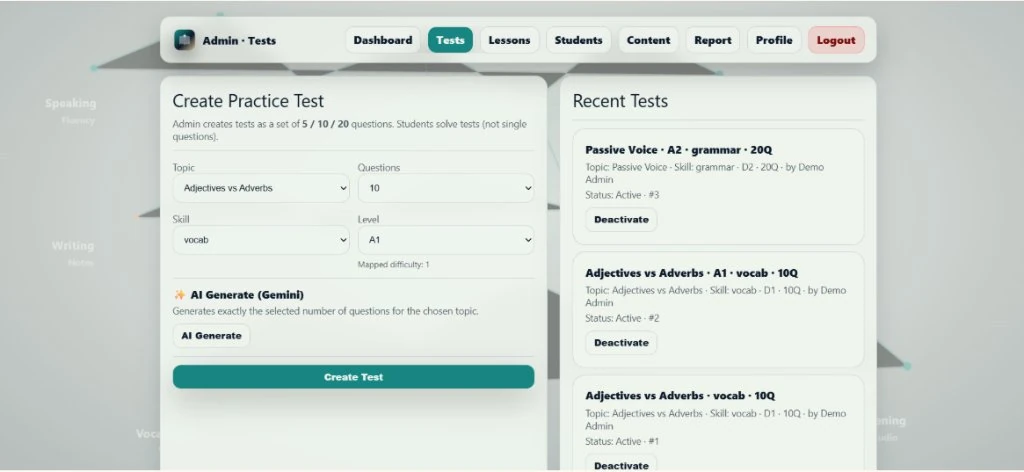 Admin · Tests
Dashboard
Tests
Lessons
Students
Content
Report
Profile
Logout
Speaking
Fluency
Writing
Create Practice Test
Admin creates tests as a set of 5 / 10 / 20 questions. Students solve tests (not single
questions).
Topic
Questions
Adjectives vs Adverbs
10
Skill
Level
vocab
A1
Mapped difficulty: 1
✨ AI Generate (Gemini)
Generates exactly the selected number of questions for the chosen topic.
AI Generate
Create Test
Recent Tests
Passive Voice · A2 · grammar · 20Q
Topic: Passive Voice · Skill: grammar · D2 · 20Q · by Demo
Admin
Status: Active · #3
Deactivate
Adjectives vs Adverbs · A1 · vocab · 10Q
Topic: Adjectives vs Adverbs · Skill: vocab · D1 · 10Q · by Demo
Admin
Status: Active · #2
Deactivate
Adjectives vs Adverbs · vocab · 10Q
Topic: Adjectives vs Adverbs · Skill: vocab · D1 · 10Q · by Demo
Admin
Status: Active · #1
Deactivate
Voca